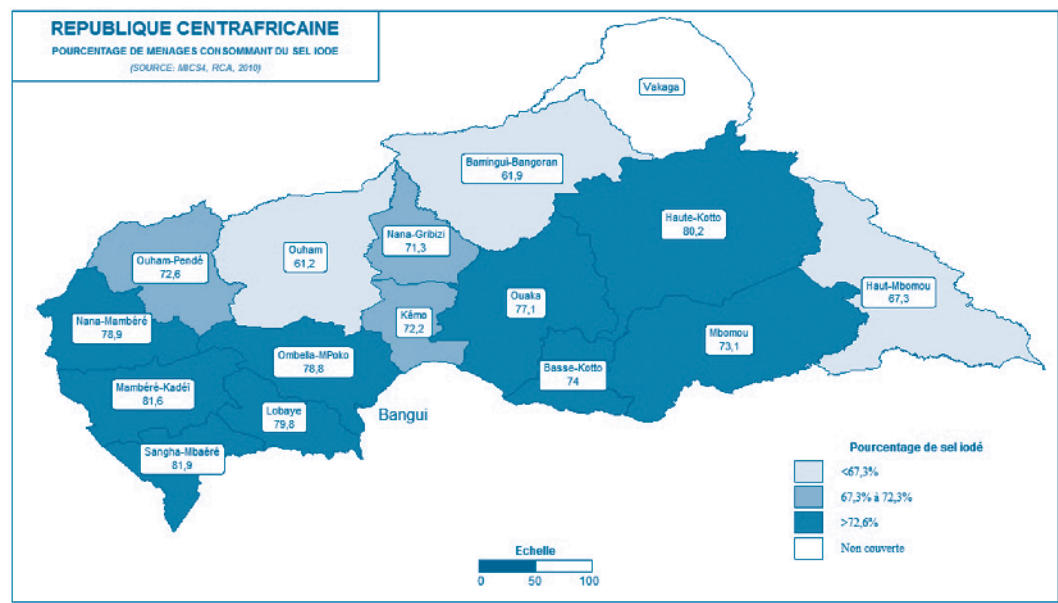 REPUBLIQUE CENTRAFRICAINE
POURCENTAGE DE MENAGES CONSOMMANT DU SEL IODE
(SOURCE: MICS4, RCA, 2010)
Vakaga
Bamingui-Bangoran
61,9
Haute-Kotto
80,2
Nana-Gribizi
71,3
Ouham
61,2
Ouham-Pendé
72,6
Haut-Mbomou
67,3
Ouaka
77,1
Kémo
72,2
Nana-Mambéré
78,9
Mbomou
73,1
Ombella-MPoko
78,8
Basse-Kotto
74
Mambéré-Kadéï
81,6
Lobaye
79,8
Bangui
Sangha-Mbaéré
81,9
Pourcentage de sel iodé
<67,3%
67,3% à 72,3%
>72,6%
Non couverte
Echelle
0 50 100